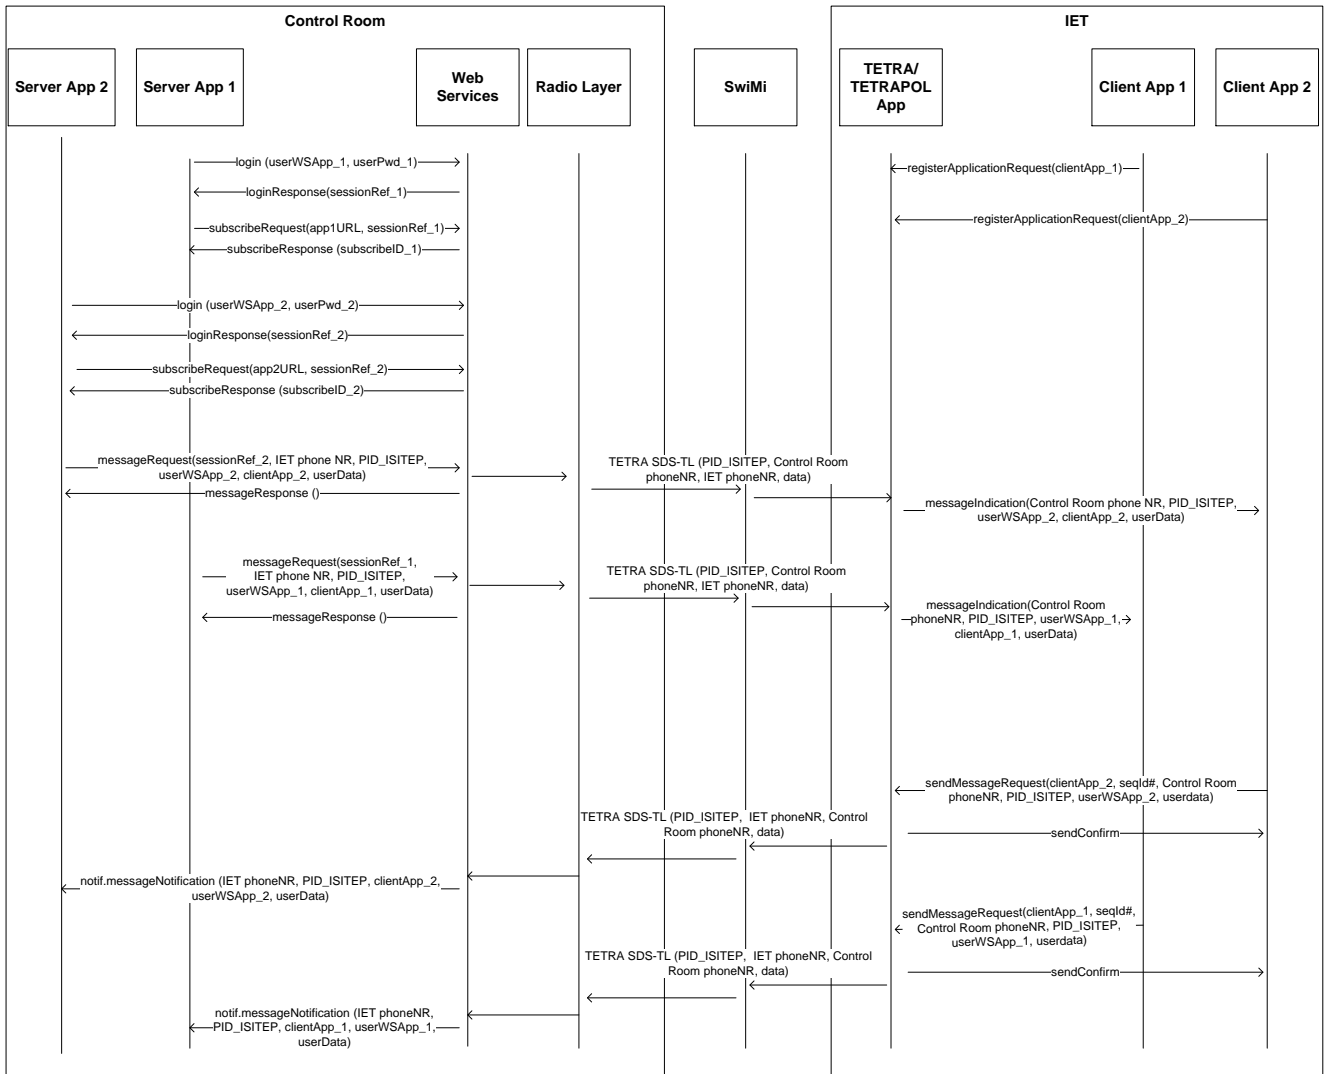 Control Room
IET
Server App 2
Server App 1
Web
Services
Radio Layer
SwiMi
TETRA/
TETRAPOL
App
Client App 1
Client App 2
login (userWSApp_1, userPwd_1)
registerApplicationRequest(clientApp_1)
loginResponse(sessionRef_1)
registerApplicationRequest(clientApp_2)
subscribeRequest(app1URL, sessionRef_1)
subscribeResponse (subscribeID_1)
login (userWSApp_2, userPwd_2)
loginResponse(sessionRef_2)
subscribeRequest(app2URL, sessionRef_2)
subscribeResponse (subscribeID_2)
messageRequest(sessionRef_2, IET phone NR, PID_ISITEP,
userWSApp_2, clientApp_2, userData)
TETRA SDS-TL (PID_ISITEP, Control Room
phoneNR, IET phoneNR, data)
messageResponse ()
messageIndication(Control Room phone NR, PID_ISITEP,
userWSApp_2, clientApp_2, userData)
messageRequest(sessionRef_1,
IET phone NR, PID_ISITEP,
userWSApp_1, clientApp_1, userData)
TETRA SDS-TL (PID_ISITEP, Control Room
phoneNR, IET phoneNR, data)
messageResponse ()
messageIndication(Control Room
phoneNR, PID_ISITEP, userWSApp_1,
clientApp_1, userData)
sendMessageRequest(clientApp_2, seqId#, Control Room
phoneNR, PID_ISITEP, userWSApp_2, userdata)
TETRA SDS-TL (PID_ISITEP, IET phoneNR, Control
Room phoneNR, data)
sendConfirm
notif.messageNotification (IET phoneNR, PID_ISITEP, clientApp_2,
userWSApp_2, userData)
sendMessageRequest(clientApp_1, seqId#,
Control Room phoneNR, PID_ISITEP,
userWSApp_1, userdata)
TETRA SDS-TL (PID_ISITEP, IET phoneNR, Control
Room phoneNR, data)
sendConfirm
notif.messageNotification (IET phoneNR,
PID_ISITEP, clientApp_1, userWSApp_1,
userData)